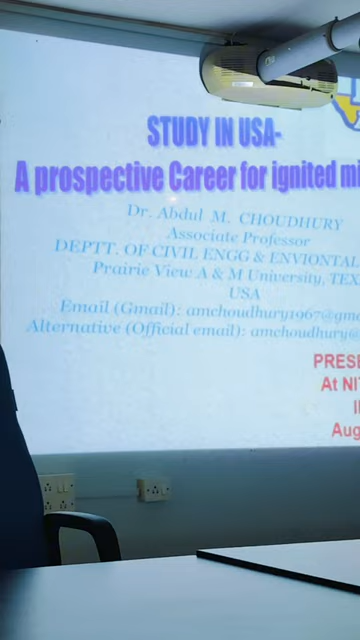 STUDY IN USA-
A prospective Career for ignited mi
Dr. Abdul M. CHOUDHURY
Associate Professor
DEPTT. OF CIVIL ENGG & ENVIONTAL
Prairie View A & M University, TEX
USA
Email (Gmail): amchoudhury1967@gma
Alternative (Official email): amchoudhury@
PRESE
At NIT
I
Aug